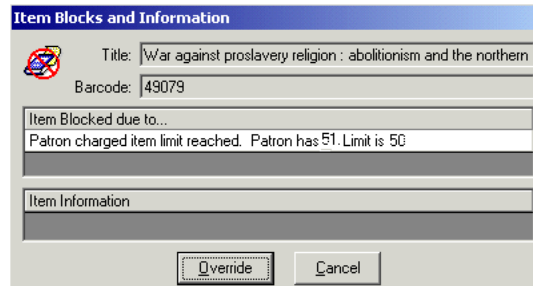 Item Blocks and Information
Title: War against proslavery religion : abolitionism and the northern
Barcode: 49079
Item Blocked due to...
Patron charged item limit reached. Patron has 51. Limit is 50
Item Information
Override Cancel